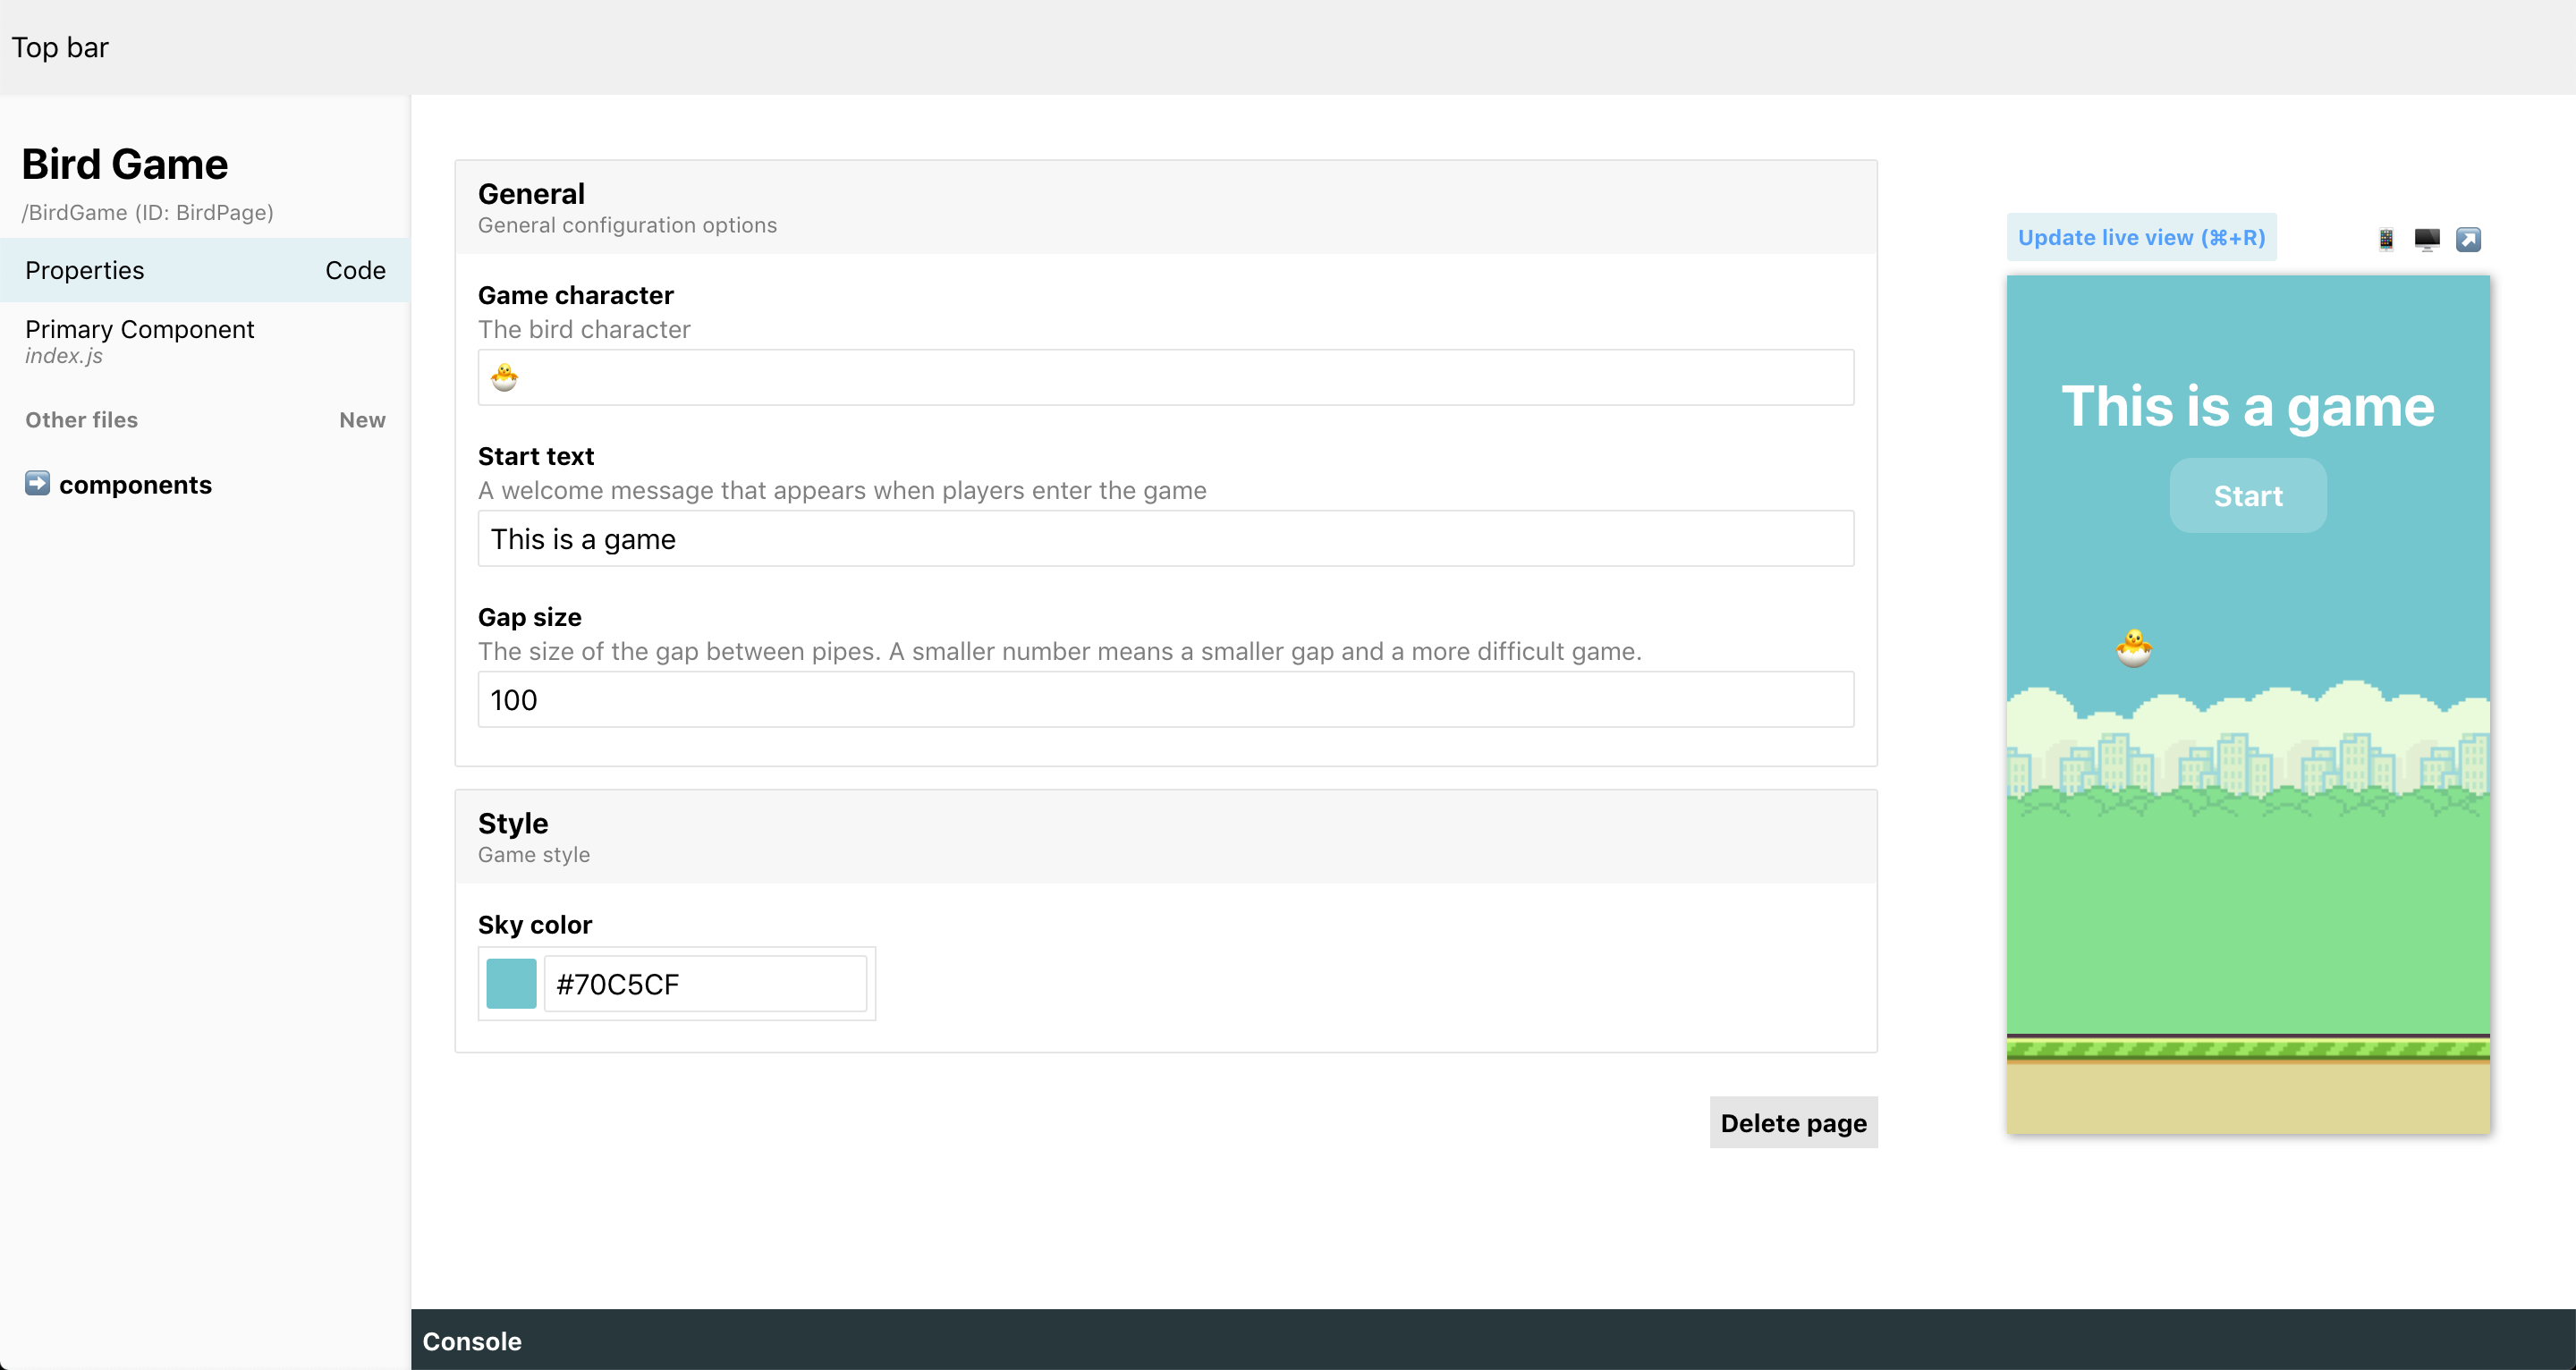 Top bar
Bird Game
/BirdGame (ID: BirdPage)
Properties Code
Primary Component
index.js
Other files New
components
General
General configuration options
Game character
The bird character
Start text
A welcome message that appears when players enter the game
This is a game
Gap size
The size of the gap between pipes. A smaller number means a smaller gap and a more difficult game.
100
Style
Game style
Sky color
#70C5CF
Delete page
Update live view (⌘+R)
This is a game
Start
Console